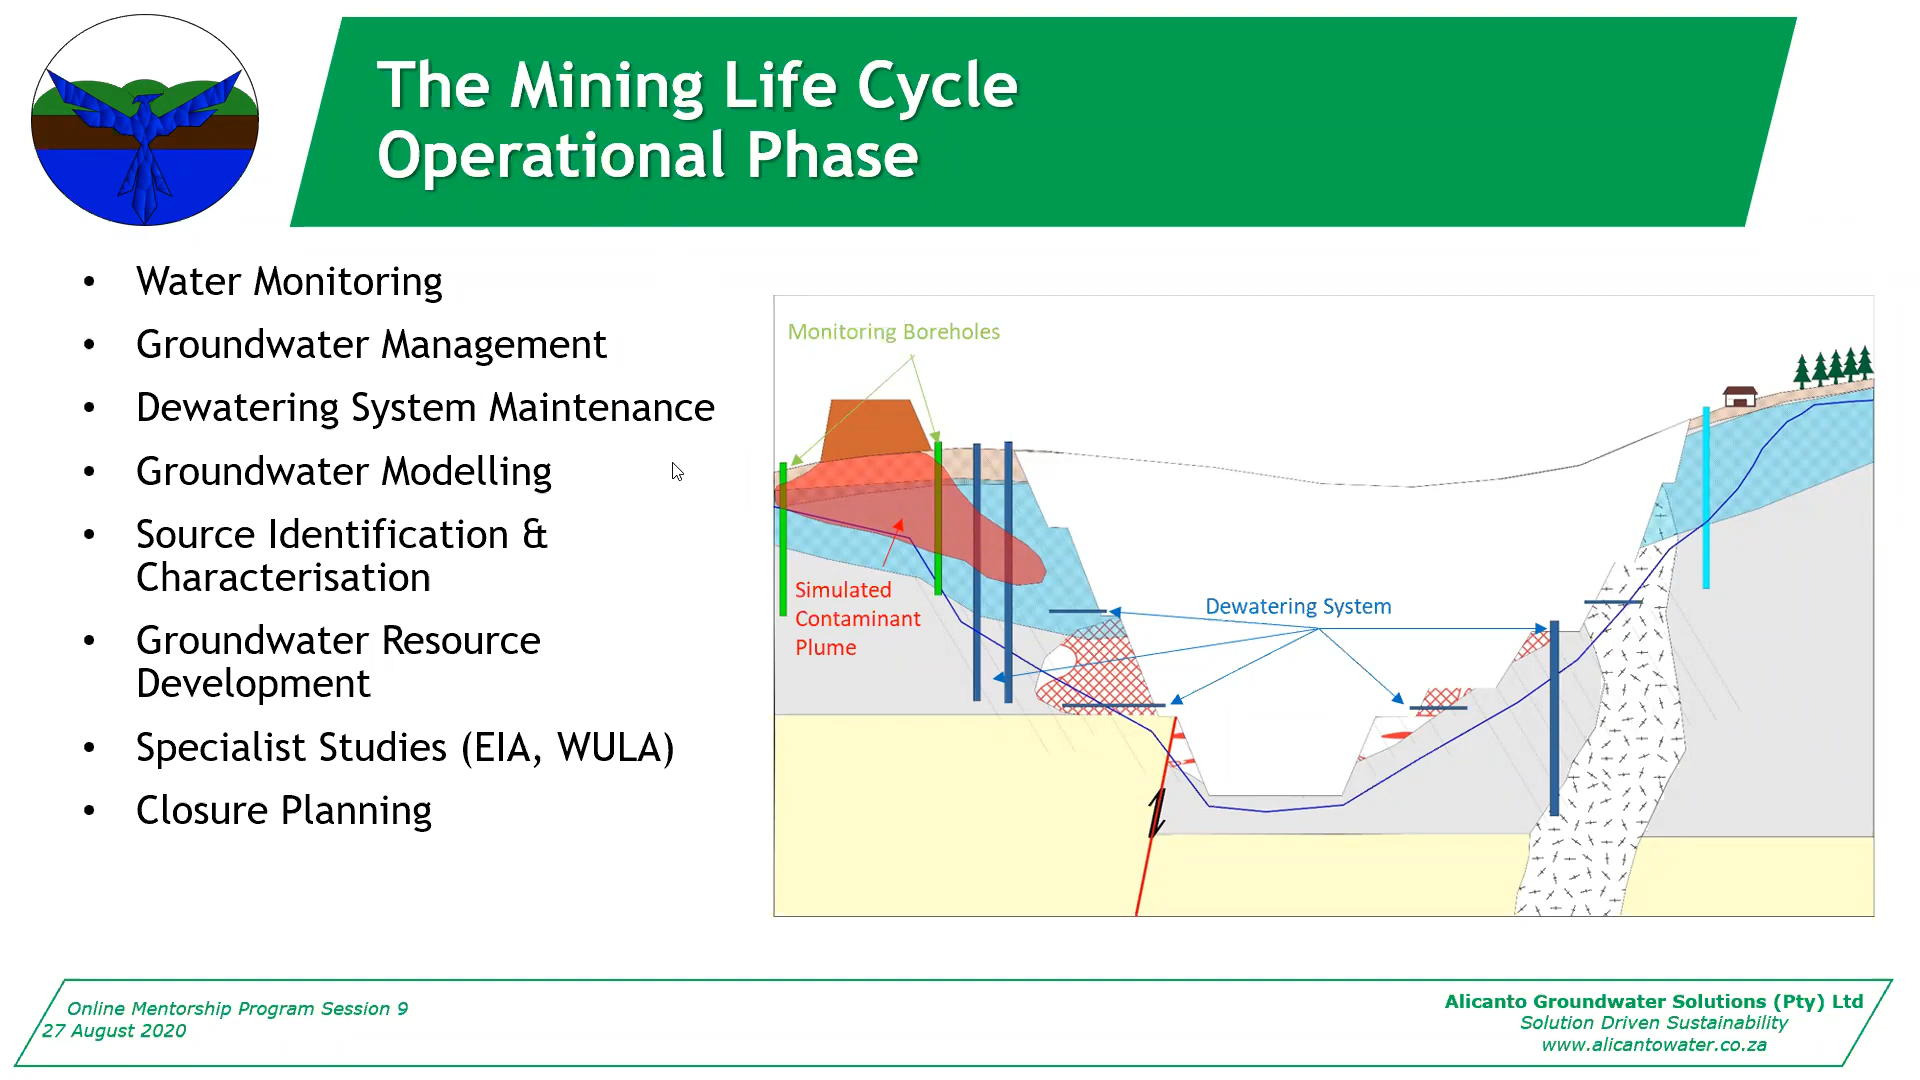 The Mining Life Cycle
Operational Phase
• Water Monitoring
• Groundwater Management
• Dewatering System Maintenance
• Groundwater Modelling
• Source Identification &
Characterisation
• Groundwater Resource
Development
• Specialist Studies (EIA, WULA)
• Closure Planning
Monitoring Boreholes
Simulated
Contaminant
Plume
Dewatering System
Online Mentorship Program Session 9
27 August 2020
Alicanto Groundwater Solutions (Pty) Ltd
Solution Driven Sustainability
www.alicantowater.co.za